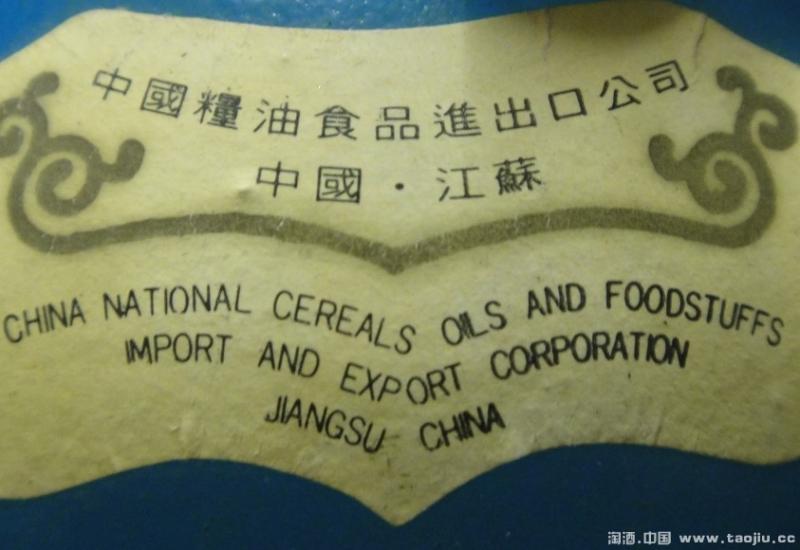 中國糧油食品進出口公司
中國·江蘇
CHINA NATIONAL CEREALS OILS AND FOODSTUFFS
IMPORT AND EXPORT CORPORATION
JIANGSU CHINA
淘酒.中国 www.taojiu.cc